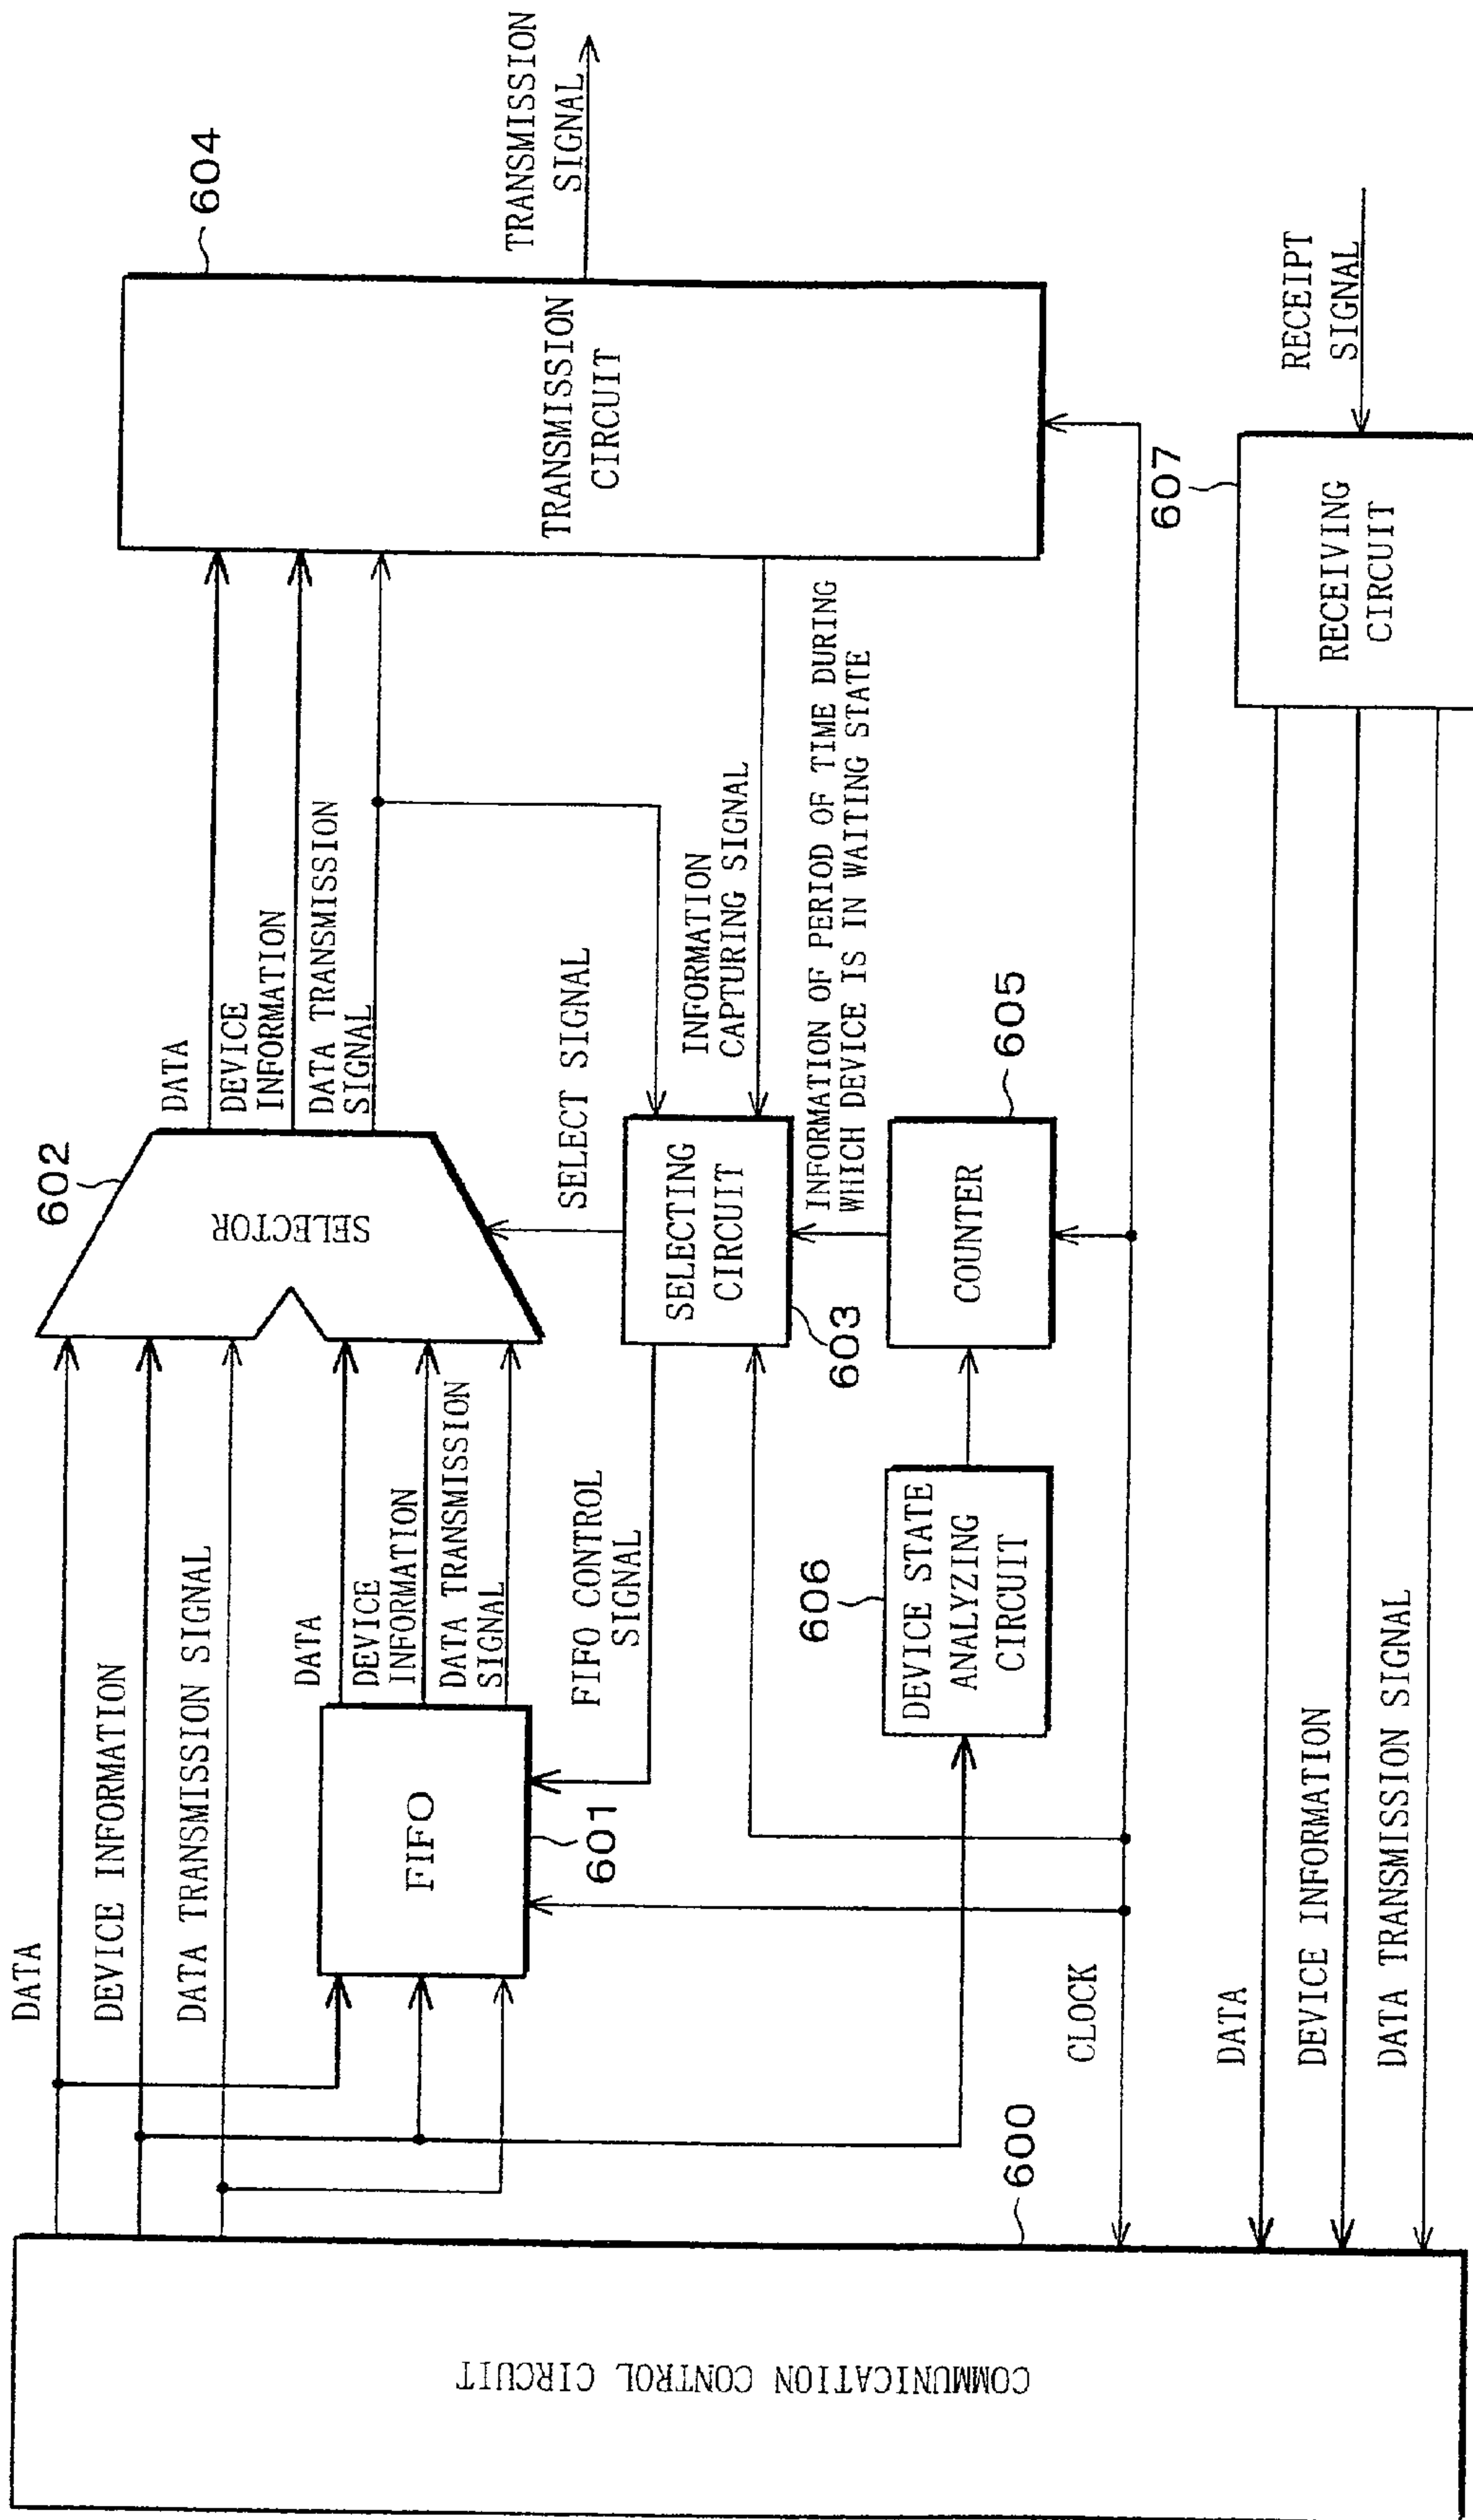 COMMUNICATION CONTROL CIRCUIT
600
DATA
DEVICE INFORMATION
DATA TRANSMISSION SIGNAL
FIFO
601
DATA
DEVICE
INFORMATION
DATA TRANSMISSION
SIGNAL
FIFO CONTROL
SIGNAL
SELECTOR
602
SELECT SIGNAL
SELECTING
CIRCUIT
603
DATA
DEVICE
INFORMATION
DATA TRANSMISSION
SIGNAL
INFORMATION
CAPTURING SIGNAL
INFORMATION OF PERIOD OF TIME DURING
WHICH DEVICE IS IN WAITING STATE
TRANSMISSION
CIRCUIT
604
TRANSMISSION
SIGNAL
DEVICE STATE
ANALYZING
CIRCUIT
606
COUNTER
605
CLOCK
DATA
DEVICE INFORMATION
DATA TRANSMISSION SIGNAL
RECEIVING
CIRCUIT
607
RECEIPT
SIGNAL